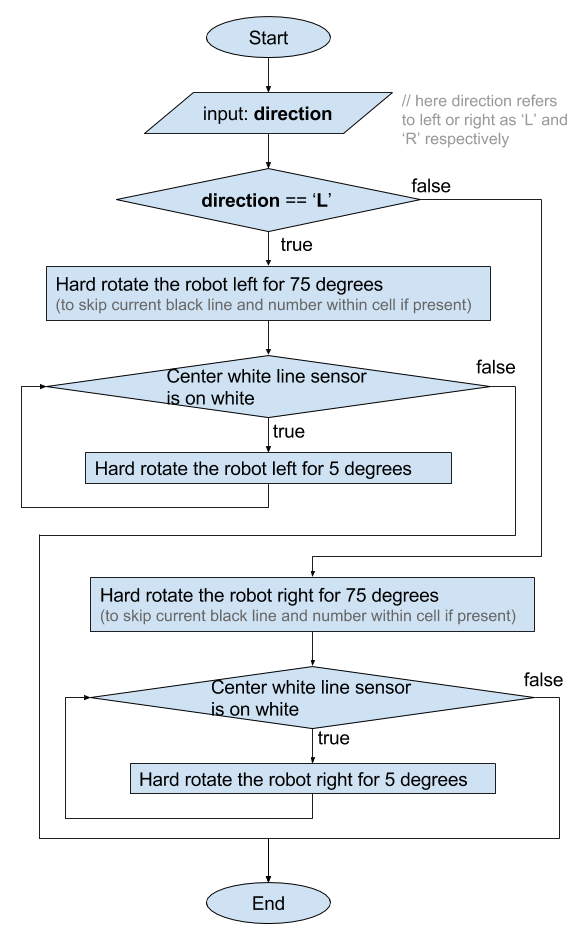 Start
input: direction
// here direction refers
to left or right as ‘L’ and
‘R’ respectively
direction == ‘L’
false
true
Hard rotate the robot left for 75 degrees
(to skip current black line and number within cell if present)
Center white line sensor
is on white
false
true
Hard rotate the robot left for 5 degrees
Hard rotate the robot right for 75 degrees
(to skip current black line and number within cell if present)
Center white line sensor
is on white
false
true
Hard rotate the robot right for 5 degrees
End